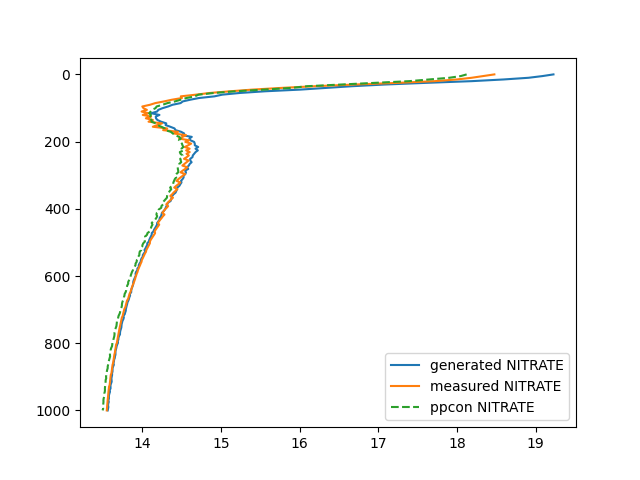 0
200
400
600
800
1000
14 15 16 17 18 19
generated NITRATE
measured NITRATE
ppcon NITRATE